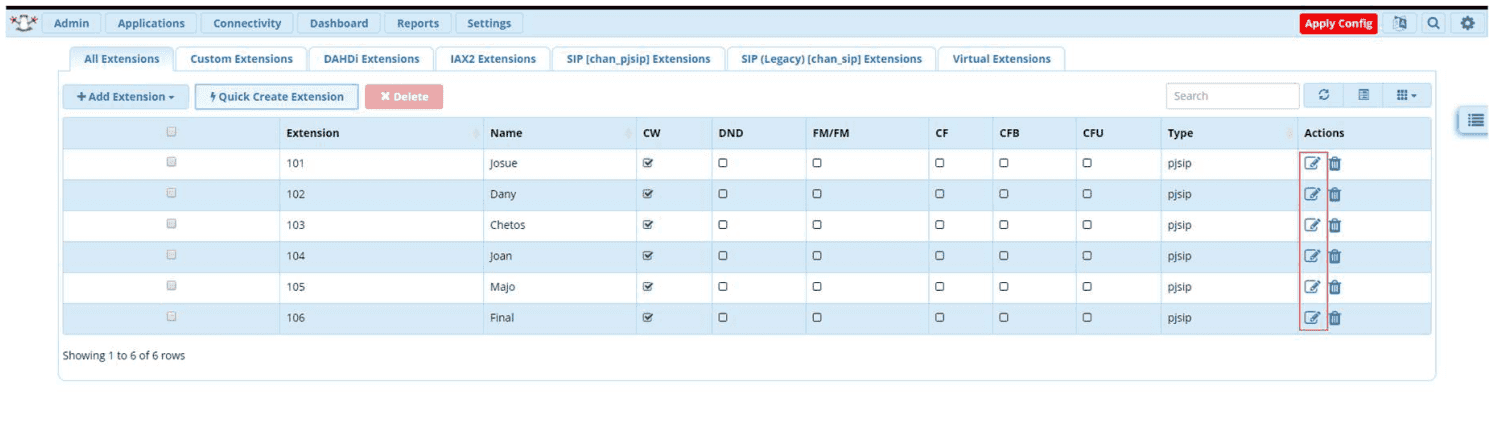 Admin Applications Connectivity Dashboard Reports Settings Apply Config
All Extensions Custom Extensions DAHDi Extensions IAX2 Extensions SIP [chan_pjsip] Extensions SIP (Legacy) [chan_sip] Extensions Virtual Extensions
Add Extension Quick Create Extension Delete Search
Extension Name CW DND FM/FM CF CFB CFU Type Actions
101 Josue pjsip
102 Dany pjsip
103 Chetos pjsip
104 Joan pjsip
105 Majo pjsip
106 Final pjsip
Showing 1 to 6 of 6 rows